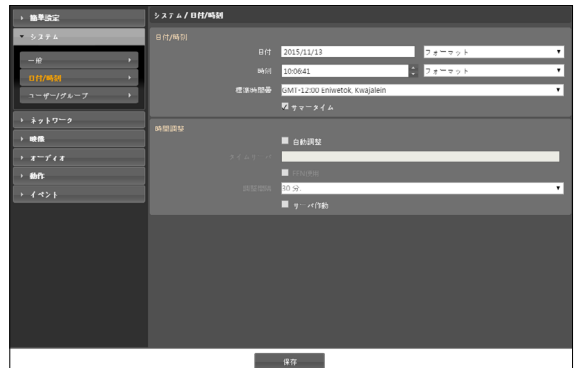 簡単設定
システム
一般
日付/時刻
ユーザー/グループ
ネットワーク
映像
オーディオ
動作
イベント
システム / 日付/時刻
日付/時刻
日付 2015/11/13 フォーマット
時刻 10:06:41 フォーマット
標準時間帯 GMT-12:00 Eniwetok, Kwajalein
サマータイム
時間調整
自動調整
タイムサーバ
調整間隔 30 分.
サーバ作動
保存